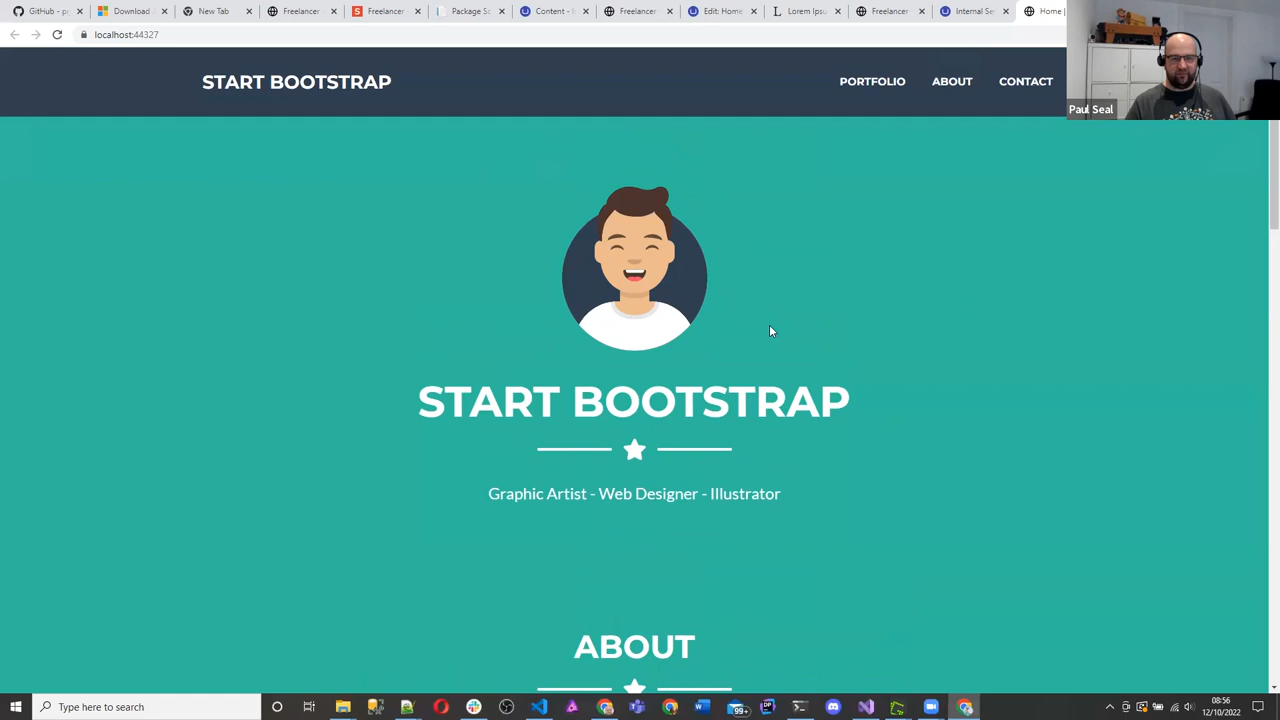 GitHub - p
Download
New Tab
Freelancer
Freelancer
Package Sc
Content -
Freelancer
Edit: Home
Lorem Ipsu
Freelancer
Internal Se
Home |
localhost:44327
START BOOTSTRAP
PORTFOLIO
ABOUT
CONTACT
Paul Seal
START BOOTSTRAP
Graphic Artist - Web Designer - Illustrator
ABOUT
Type here to search
99+
08:56
12/10/2022